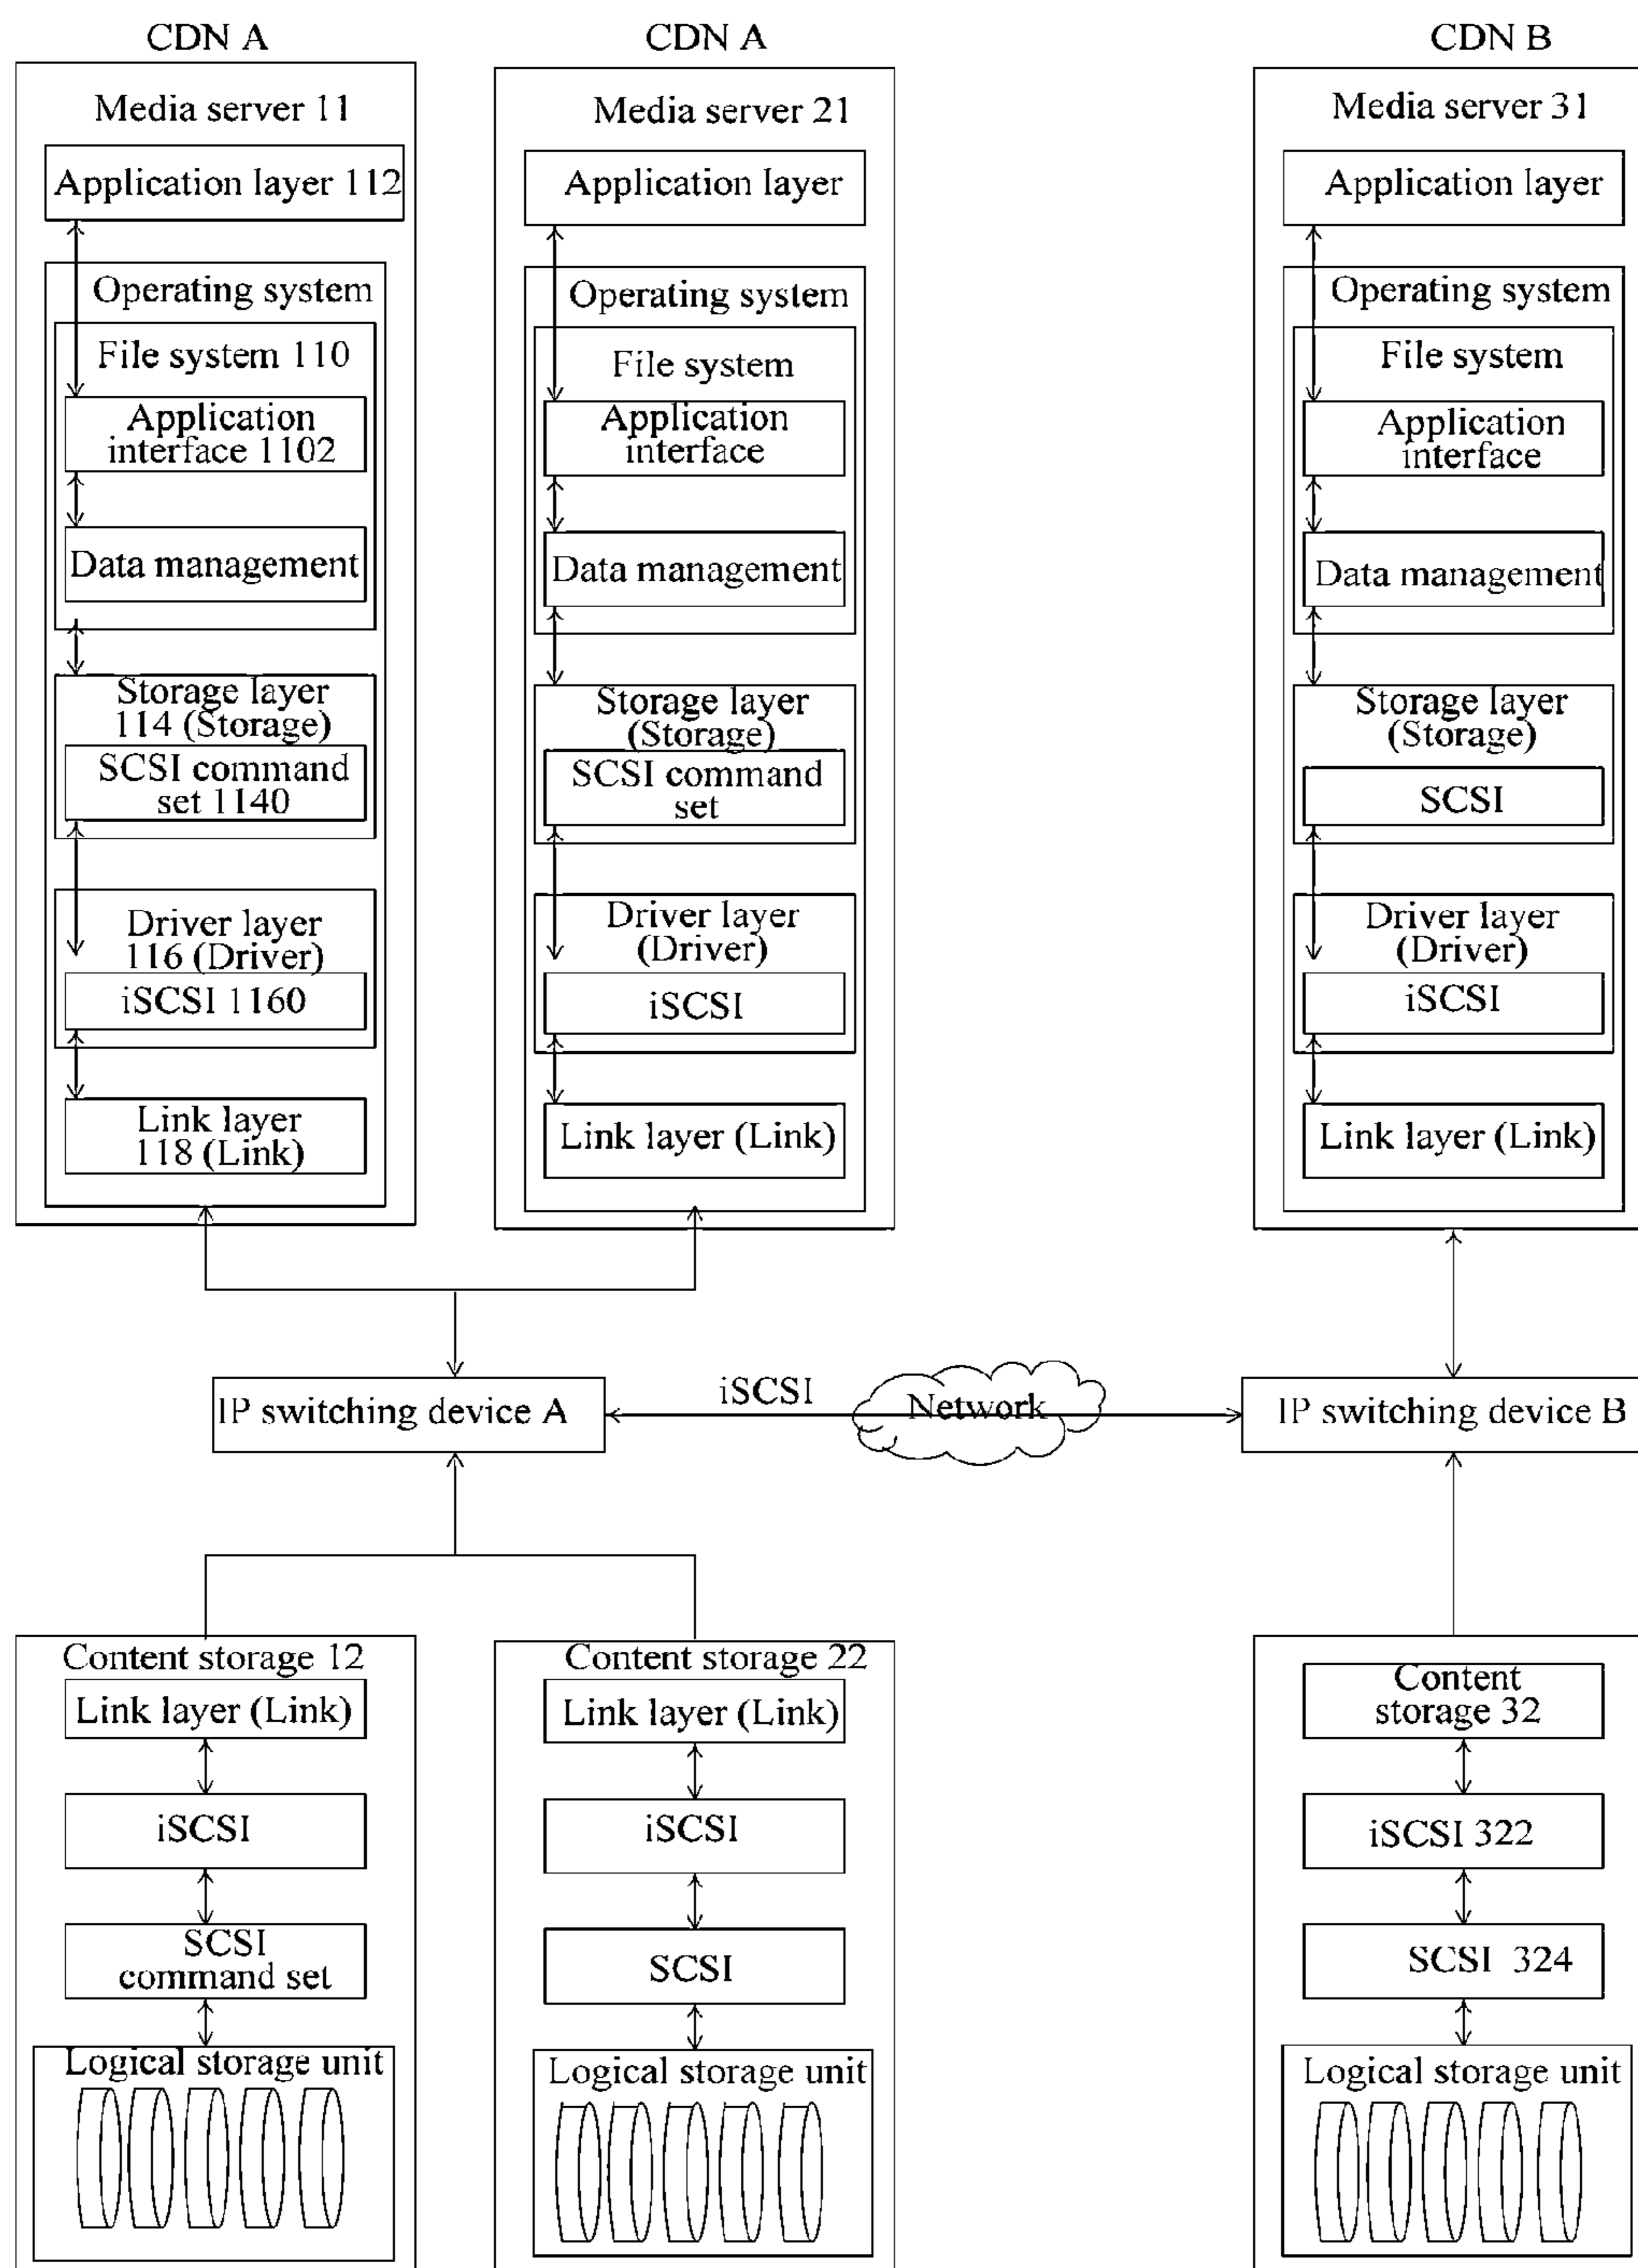 CDN A
Media server 11
Application layer 112
Operating system
File system 110
Application
interface 1102
Data management
Storage layer
114 (Storage)
SCSI command
set 1140
Driver layer
116 (Driver)
iSCSI 1160
Link layer
118 (Link)
CDN A
Media server 21
Application layer
Operating system
File system
Application
interface
Data management
Storage layer
(Storage)
SCSI command
set
Driver layer
(Driver)
iSCSI
Link layer (Link)
CDN B
Media server 31
Application layer
Operating system
File system
Application
interface
Data management
Storage layer
(Storage)
SCSI
Driver layer
(Driver)
iSCSI
Link layer (Link)
IP switching device A
iSCSI
Network
IP switching device B
Content storage 12
Link layer (Link)
iSCSI
SCSI
command set
Logical storage unit
Content storage 22
Link layer (Link)
iSCSI
SCSI
Logical storage unit
Content
storage 32
iSCSI 322
SCSI 324
Logical storage unit